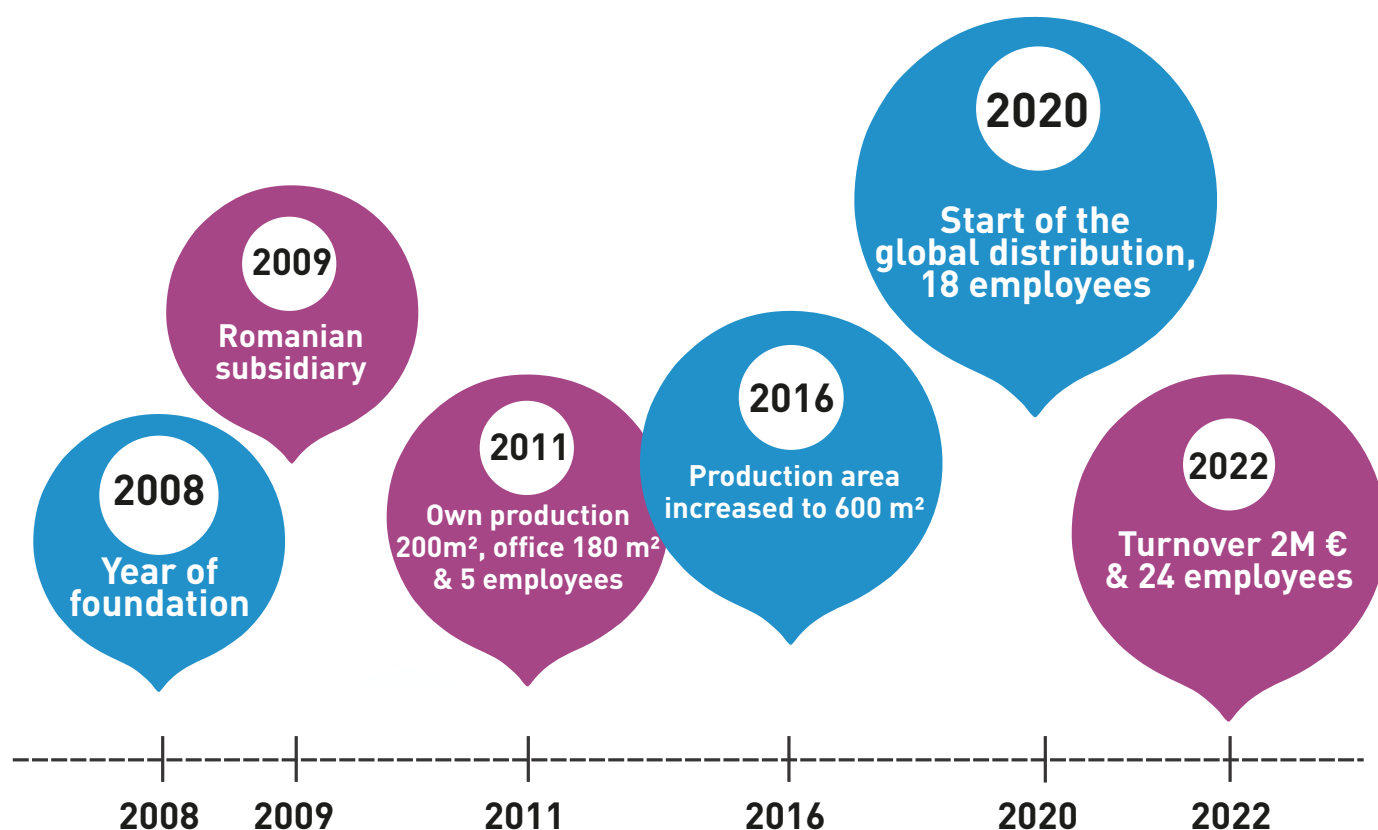 2008
Year of
foundation
2009
Romanian
subsidiary
2011
Own production
200m², office 180 m²
& 5 employees
2016
Production area
increased to 600 m²
2020
Start of the
global distribution,
18 employees
2022
Turnover 2M €
& 24 employees
2008
2009
2011
2016
2020
2022